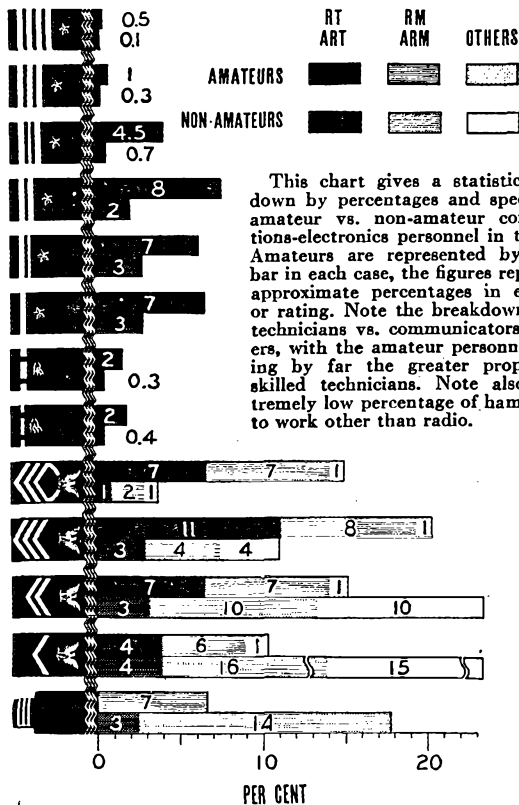 RT RM
ART ARM OTHERS
AMATEURS
NON-AMATEURS
This chart gives a statistic
down by percentages and spec
amateur vs. non-amateur co
tions-electronics personnel in t
Amateurs are represented by
bar in each case, the figures rep
approximate percentages in e
or rating. Note the breakdown
technicians vs. communicators
ers, with the amateur personn
ing by far the greater prop
skilled technicians. Note also
tremely low percentage of ham
to work other than radio.
0.5
0.1
1
0.3
4.5
0.7
8
2
7
3
7
3
2
0.3
2
0.4
7 7 1
1 2 1
11 8 1
3 4 4
7 7 1
3 10 10
4 6 1
4 16 15
7
3 14
0 10 20
PER CENT